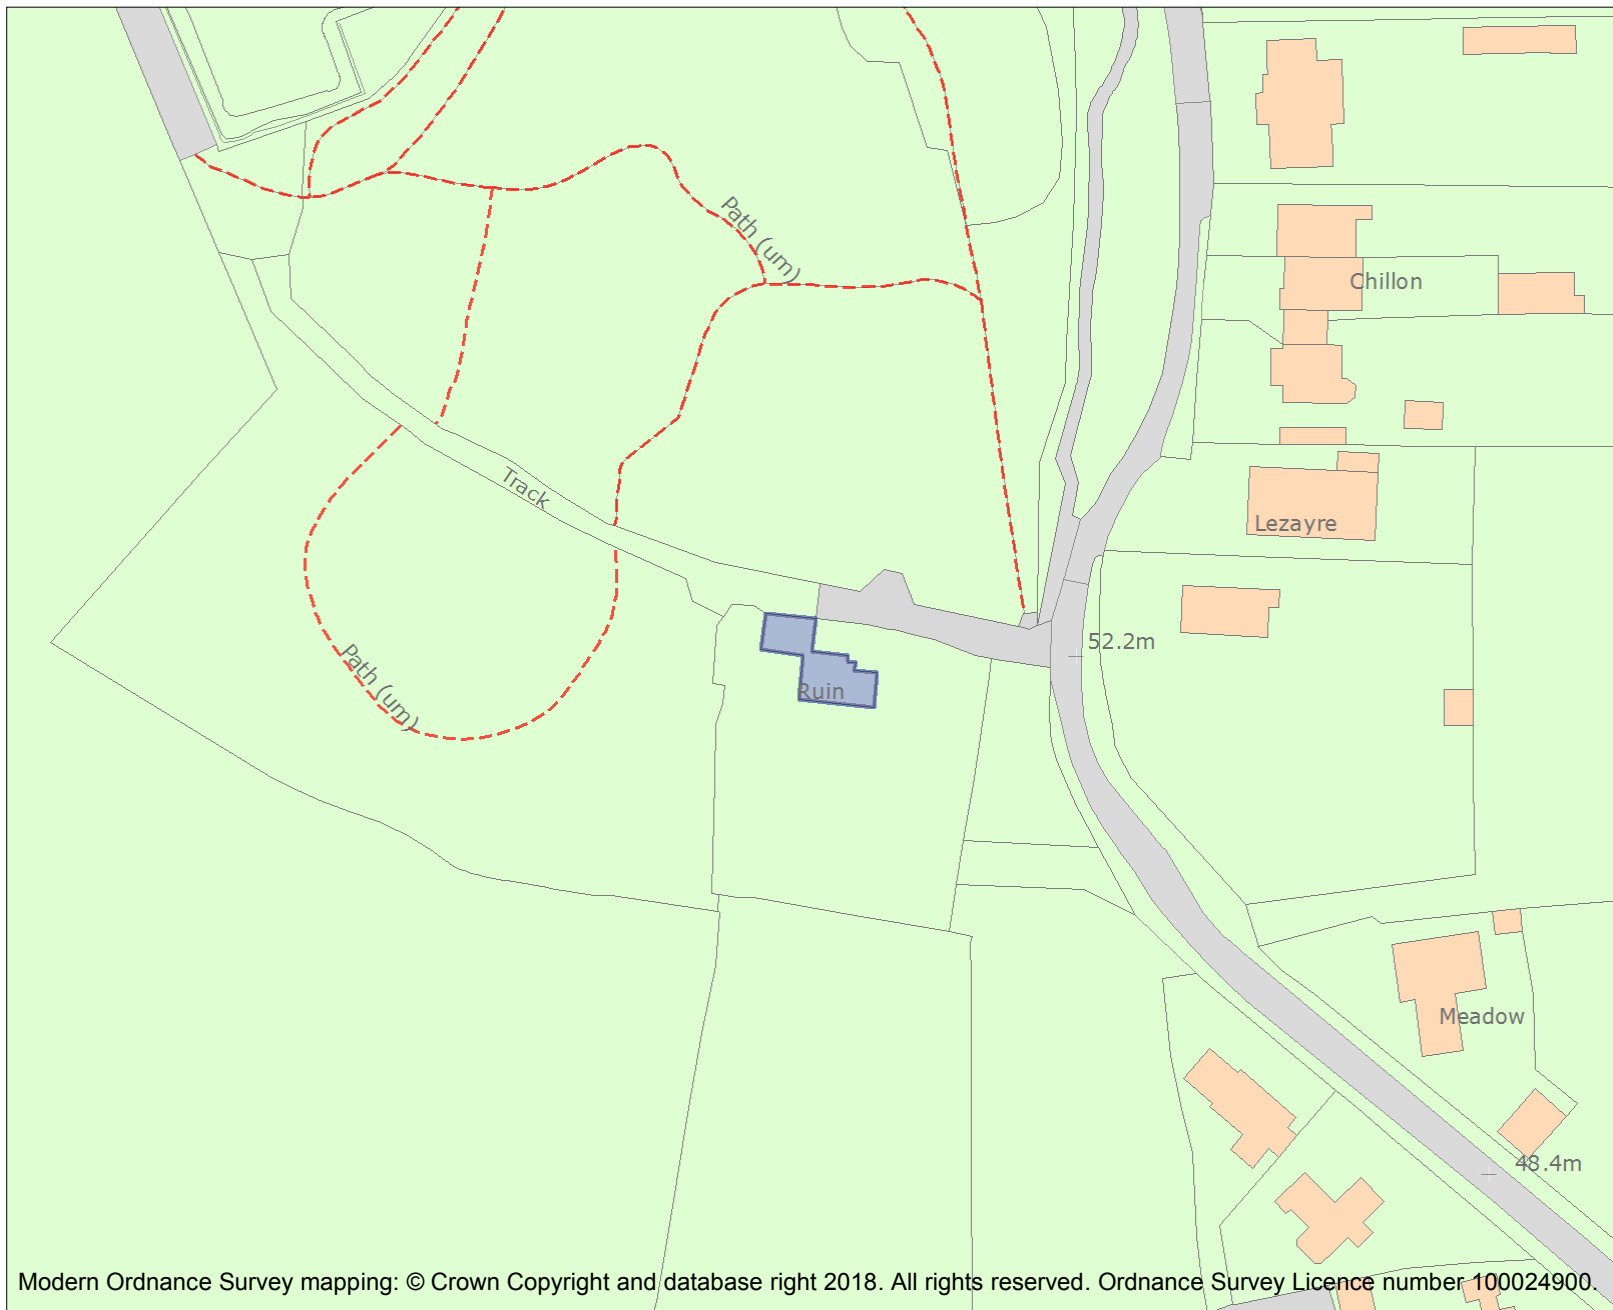 Path (um)
Chillon
Track
Lezayre
52.2m
Path (um)
Ruin
Meadow
48.4m
Modern Ordnance Survey mapping: © Crown Copyright and database right 2018. All rights reserved. Ordnance Survey Licence number 100024900.